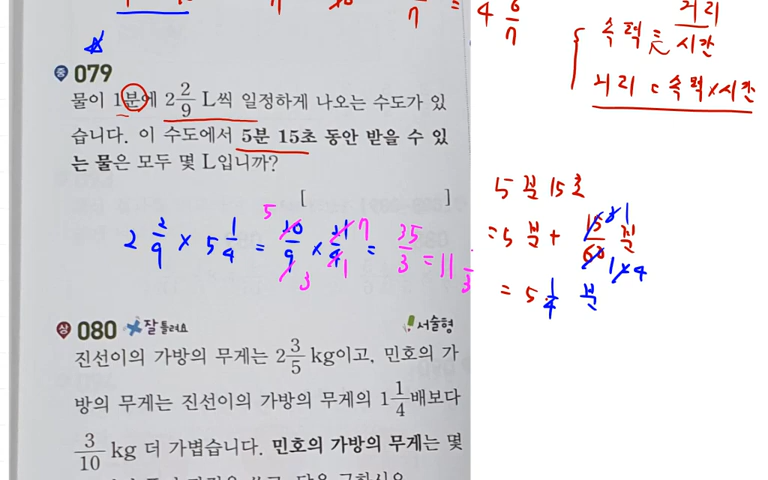 = 4 6/7
속력 = 거리/시간
거리 = 속력 × 시간
중 079
물이 1분에 2 2/9 L씩 일정하게 나오는 수도가 있
습니다. 이 수도에서 5분 15초 동안 받을 수 있
는 물은 모두 몇 L입니까?
[ ]
2 2/9 × 5 1/4 = 20/9 × 21/4 = 35/3 = 11
5 3 7 1
5분 15초
= 5분 + 15/60 분
= 5 1/4 분
상 080 잘 틀려요 서술형
진선이의 가방의 무게는 2 3/5 kg이고, 민호의 가
방의 무게는 진선이의 가방의 무게의 1 1/4배보다
3/10 kg 더 가볍습니다. 민호의 가방의 무게는 몇